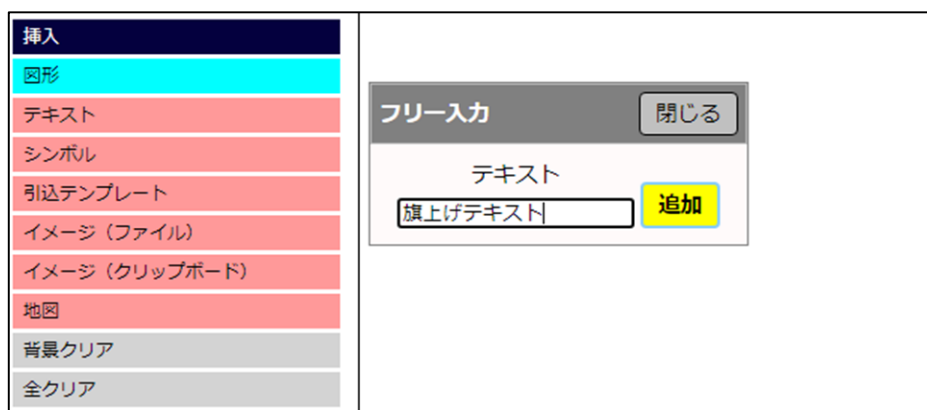 挿入
図形
テキスト
シンボル
引込テンプレート
イメージ（ファイル）
イメージ（クリップボード）
地図
背景クリア
全クリア
フリー入力
閉じる
テキスト
旗上げテキスト
追加